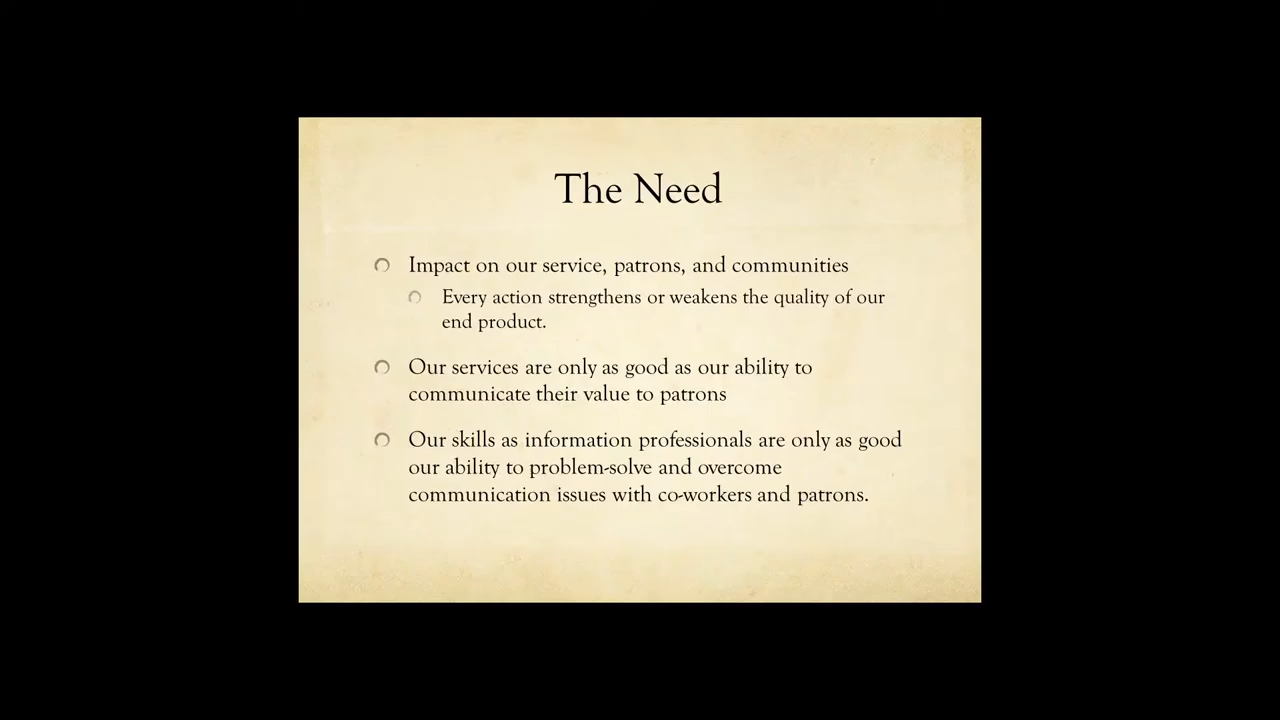 The Need
Impact on our service, patrons, and communities
Every action strengthens or weakens the quality of our
end product.
Our services are only as good as our ability to
communicate their value to patrons
Our skills as information professionals are only as good
our ability to problem-solve and overcome
communication issues with co-workers and patrons.